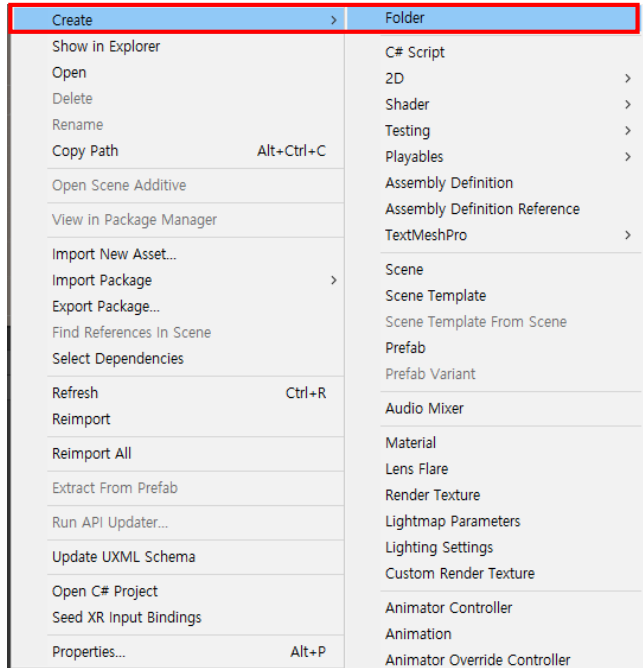 Create >
Show in Explorer
Open
Delete
Rename
Copy Path Alt+Ctrl+C
Open Scene Additive
View in Package Manager
Import New Asset...
Import Package >
Export Package...
Find References In Scene
Select Dependencies
Refresh Ctrl+R
Reimport
Reimport All
Extract From Prefab
Run API Updater...
Update UXML Schema
Open C# Project
Seed XR Input Bindings
Properties... Alt+P
Folder
C# Script
2D >
Shader >
Testing >
Playables >
Assembly Definition
Assembly Definition Reference
TextMeshPro >
Scene
Scene Template
Scene Template From Scene
Prefab
Prefab Variant
Audio Mixer
Material
Lens Flare
Render Texture
Lightmap Parameters
Lighting Settings
Custom Render Texture
Animator Controller
Animation
Animator Override Controller